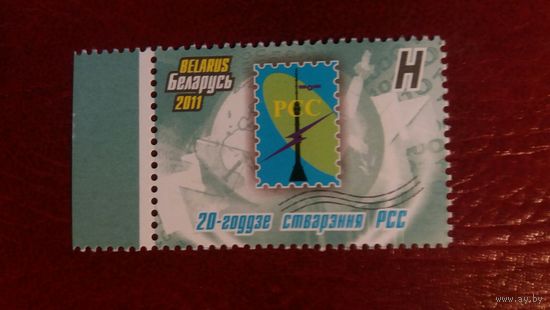 BELARUS
Беларусь
2011
H
РСС
20-годдзе стварэння РСС
www.ay.by